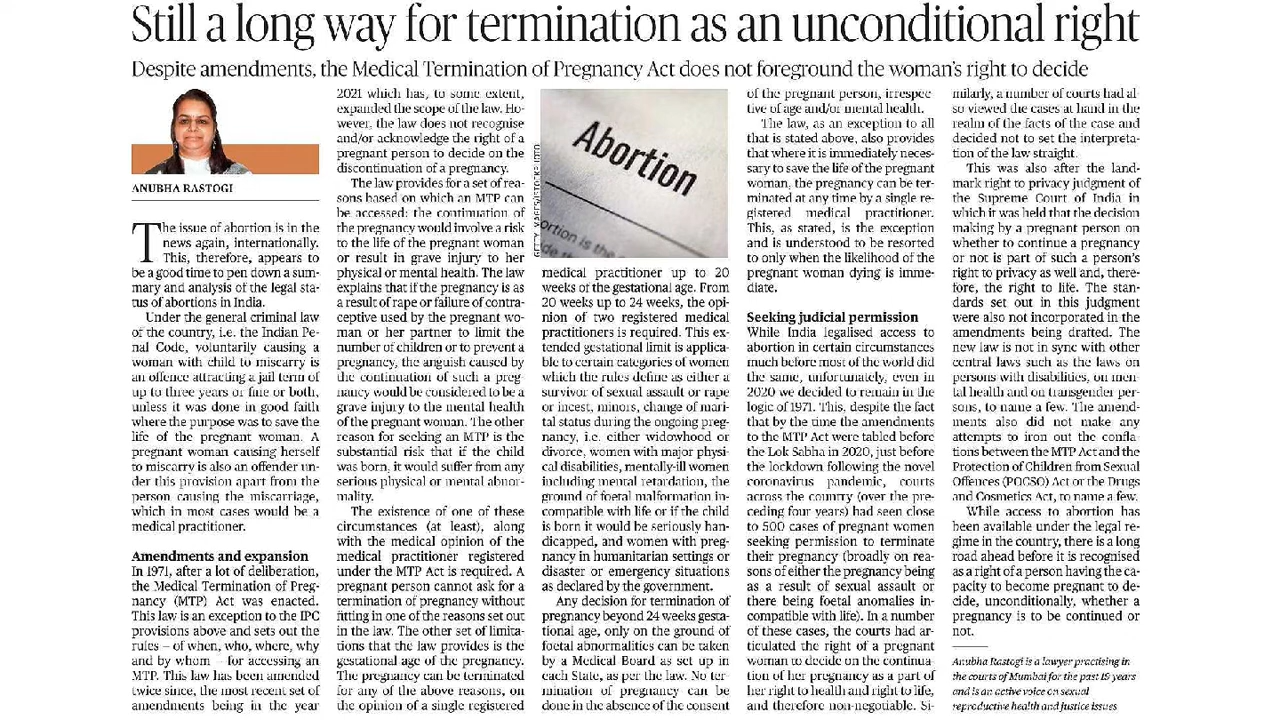 Still a long way for termination as an unconditional right
Despite amendments, the Medical Termination of Pregnancy Act does not foreground the woman's right to decide
ANUBHA RASTOGI
The issue of abortion is in the
news again, internationally.
This, therefore, appears to
be a good time to pen down a sum-
mary and analysis of the legal sta-
tus of abortions in India.
Under the general criminal law
of the country, i.e. the Indian Pe-
nal Code, voluntarily causing a
woman with child to miscarry is
an offence attracting a jail term of
up to three years or fine or both,
unless it was done in good faith
where the purpose was to save the
life of the pregnant woman. A
pregnant woman causing herself
to miscarry is also an offender un-
der this provision apart from the
person causing the miscarriage,
which in most cases would be a
medical practitioner.
Amendments and expansion
In 1971, after a lot of deliberation,
the Medical Termination of Preg-
nancy (MTP) Act was enacted.
This law is an exception to the IPC
provisions above and sets out the
rules – of when, who, where, why
and by whom – for accessing an
MTP. This law has been amended
twice since, the most recent set of
amendments being in the year
2021 which has, to some extent,
expanded the scope of the law. Ho-
wever, the law does not recognise
and/or acknowledge the right of a
pregnant person to decide on the
discontinuation of a pregnancy.
The law provides for a set of rea-
sons based on which an MTP can
be accessed: the continuation of
the pregnancy would involve a risk
to the life of the pregnant woman
or result in grave injury to her
physical or mental health. The law
explains that if the pregnancy is as
a result of rape or failure of contra-
ceptive used by the pregnant wo-
man or her partner to limit the
number of children or to prevent a
pregnancy, the anguish caused by
the continuation of such a preg-
nancy would be considered to be a
grave injury to the mental health
of the pregnant woman. The other
reason for seeking an MTP is the
substantial risk that if the child
was born, it would suffer from any
serious physical or mental abnor-
mality.
The existence of one of these
circumstances (at least), along
with the medical opinion of the
medical practitioner registered
under the MTP Act is required. A
pregnant person cannot ask for a
termination of pregnancy without
fitting in one of the reasons set out
in the law. The other set of limita-
tions that the law provides is the
gestational age of the pregnancy.
The pregnancy can be terminated
for any of the above reasons, on
the opinion of a single registered
Abortion
ortion is the
GETTY IMAGES/ISTOCKPHOTO
medical practitioner up to 20
weeks of the gestational age. From
20 weeks up to 24 weeks, the opi-
nion of two registered medical
practitioners is required. This ex-
tended gestational limit is applica-
ble to certain categories of women
which the rules define as either a
survivor of sexual assault or rape
or incest, minors, change of mari-
tal status during the ongoing preg-
nancy, i.e. either widowhood or
divorce, women with major physi-
cal disabilities, mentally-ill women
including mental retardation, the
ground of foetal malformation in-
compatible with life or if the child
is born it would be seriously han-
dicapped, and women with preg-
nancy in humanitarian settings or
disaster or emergency situations
as declared by the government.
Any decision for termination of
pregnancy beyond 24 weeks gesta-
tional age, only on the ground of
foetal abnormalities can be taken
by a Medical Board as set up in
each State, as per the law. No ter-
mination of pregnancy can be
done in the absence of the consent
of the pregnant person, irrespec-
tive of age and/or mental health.
The law, as an exception to all
that is stated above, also provides
that where it is immediately neces-
sary to save the life of the pregnant
woman, the pregnancy can be ter-
minated at any time by a single re-
gistered medical practitioner.
This, as stated, is the exception
and is understood to be resorted
to only when the likelihood of the
pregnant woman dying is imme-
diate.
Seeking judicial permission
While India legalised access to
abortion in certain circumstances
much before most of the world did
the same, unfortunately, even in
2020 we decided to remain in the
logic of 1971. This, despite the fact
that by the time the amendments
to the MTP Act were tabled before
the Lok Sabha in 2020, just before
the lockdown following the novel
coronavirus pandemic, courts
across the country (over the pre-
ceding four years) had seen close
to 500 cases of pregnant women
seeking permission to terminate
their pregnancy (broadly on rea-
sons of either the pregnancy being
as a result of sexual assault or
there being foetal anomalies in-
compatible with life). In a number
of these cases, the courts had ar-
ticulated the right of a pregnant
woman to decide on the continua-
tion of her pregnancy as a part of
her right to health and right to life,
and therefore non-negotiable. Si-
milarly, a number of courts had al-
so viewed the cases at hand in the
realm of the facts of the case and
decided not to set the interpreta-
tion of the law straight.
This was also after the land-
mark right to privacy judgment of
the Supreme Court of India in
which it was held that the decision
making by a pregnant person on
whether to continue a pregnancy
or not is part of such a person's
right to privacy as well and, there-
fore, the right to life. The stan-
dards set out in this judgment
were also not incorporated in the
amendments being drafted. The
new law is not in sync with other
central laws such as the laws on
persons with disabilities, on men-
tal health and on transgender per-
sons, to name a few. The amend-
ments also did not make any
attempts to iron out the confla-
tions between the MTP Act and the
Protection of Children from Sexual
Offences (POCSO) Act or the Drugs
and Cosmetics Act, to name a few.
While access to abortion has
been available under the legal re-
gime in the country, there is a long
road ahead before it is recognised
as a right of a person having the ca-
pacity to become pregnant to de-
cide, unconditionally, whether a
pregnancy is to be continued or
not.
Anubha Rastogi is a lawyer practising in
the courts of Mumbai for the past 19 years
and is an active voice on sexual
reproductive health and justice issues